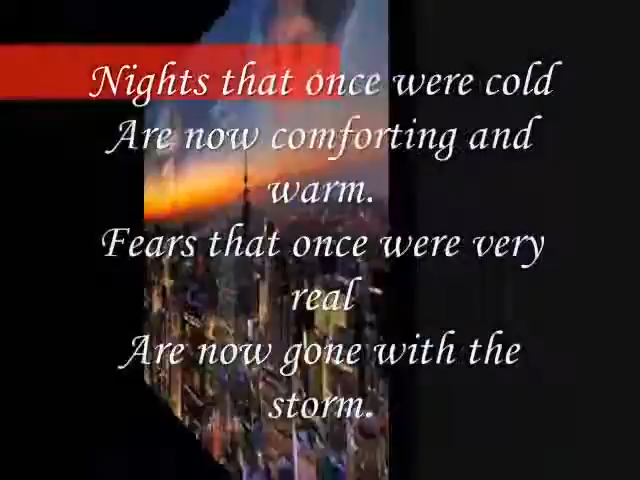 Nights that once were cold
Are now comforting and
warm.
Fears that once were very
real
Are now gone with the
storm.